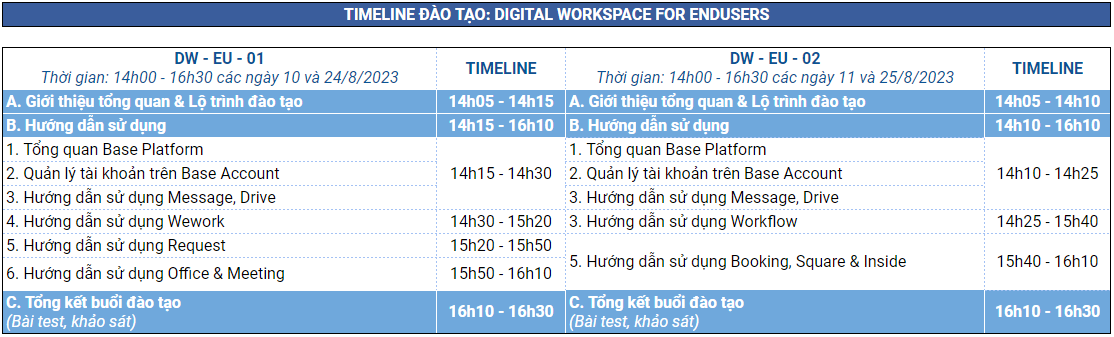 TIMELINE ĐÀO TẠO: DIGITAL WORKSPACE FOR ENDUSERS
DW - EU - 01
Thời gian: 14h00 - 16h30 các ngày 10 và 24/8/2023
TIMELINE
DW - EU - 02
Thời gian: 14h00 - 16h30 các ngày 11 và 25/8/2023
TIMELINE
A. Giới thiệu tổng quan & Lộ trình đào tạo
14h05 - 14h15
A. Giới thiệu tổng quan & Lộ trình đào tạo
14h05 - 14h10
B. Hướng dẫn sử dụng
14h15 - 16h10
B. Hướng dẫn sử dụng
14h10 - 16h10
1. Tổng quan Base Platform
2. Quản lý tài khoản trên Base Account
3. Hướng dẫn sử dụng Message, Drive
14h15 - 14h30
1. Tổng quan Base Platform
2. Quản lý tài khoản trên Base Account
3. Hướng dẫn sử dụng Message, Drive
14h10 - 14h25
4. Hướng dẫn sử dụng Wework
14h30 - 15h20
3. Hướng dẫn sử dụng Workflow
14h25 - 15h40
5. Hướng dẫn sử dụng Request
15h20 - 15h50
6. Hướng dẫn sử dụng Office & Meeting
15h50 - 16h10
5. Hướng dẫn sử dụng Booking, Square & Inside
15h40 - 16h10
C. Tổng kết buổi đào tạo
(Bài test, khảo sát)
16h10 - 16h30
C. Tổng kết buổi đào tạo
(Bài test, khảo sát)
16h10 - 16h30